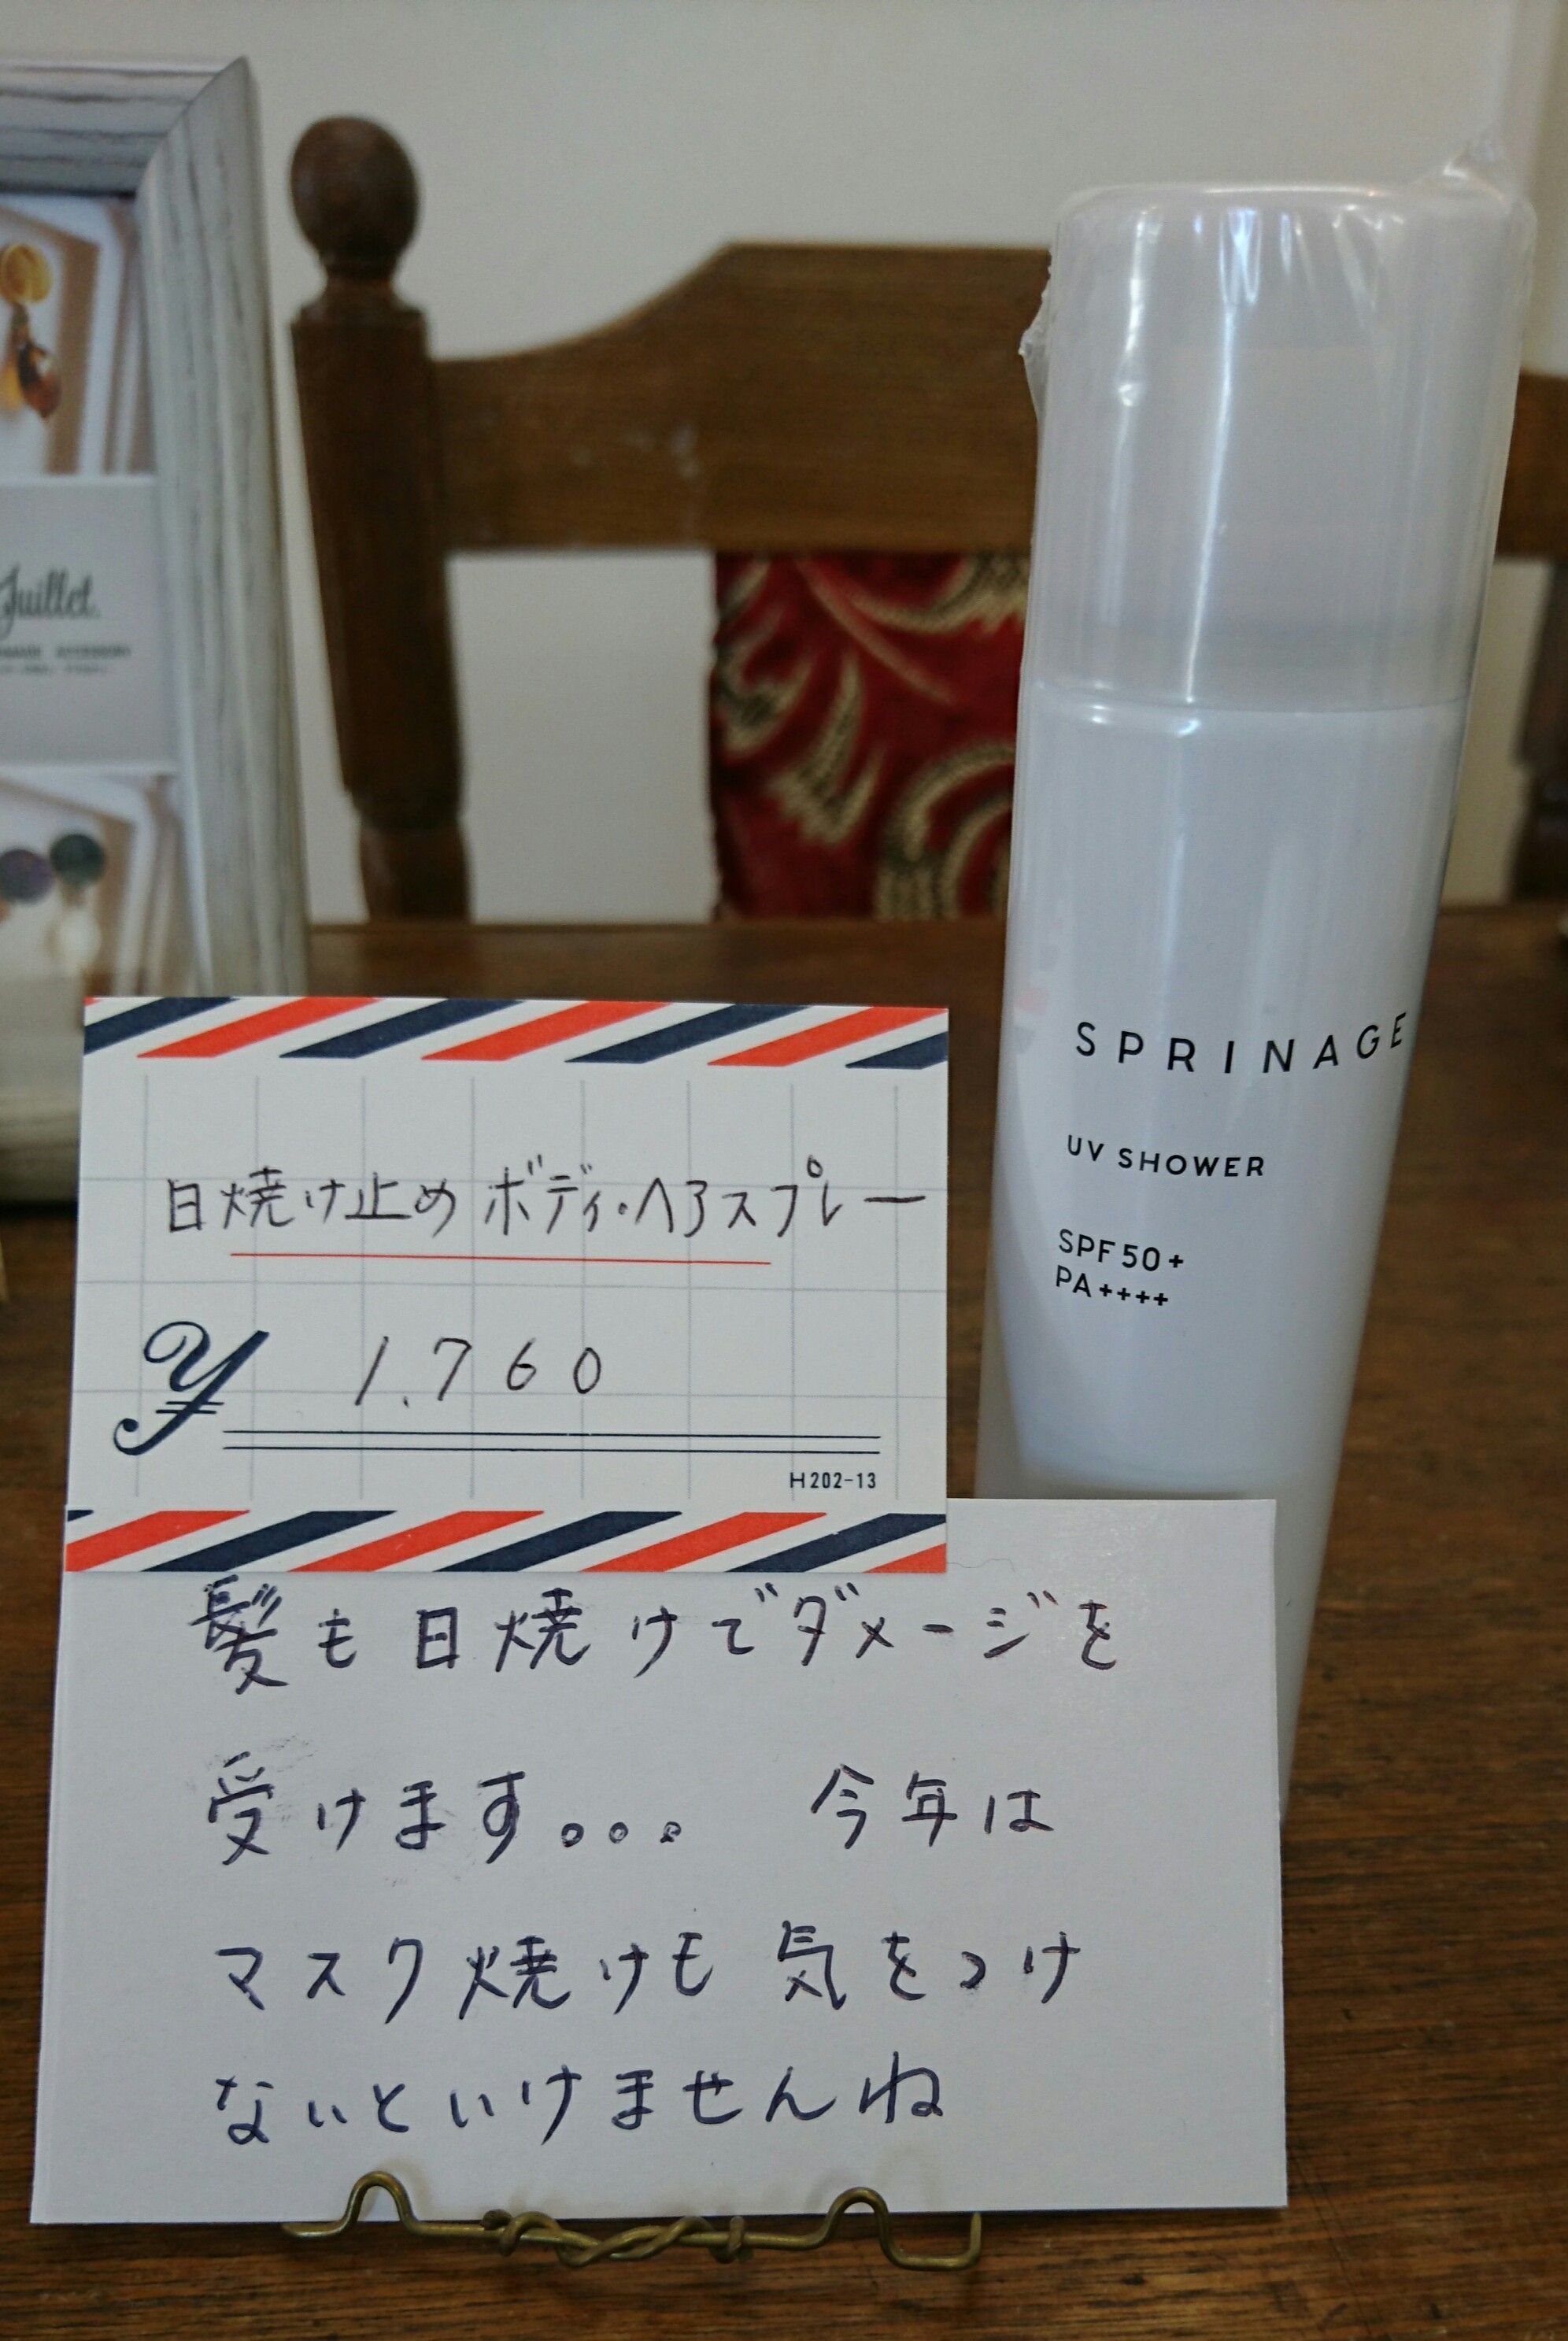 Juillet.
SPRINAGE
UV SHOWER
SPF50+
PA++++
日焼け止めボディ・ヘアスプレー
¥ 1.760
H202-13
髪も日焼けでダメージを
受けます。。。 今年は
マスク焼けも気をつけ
ないといけませんね